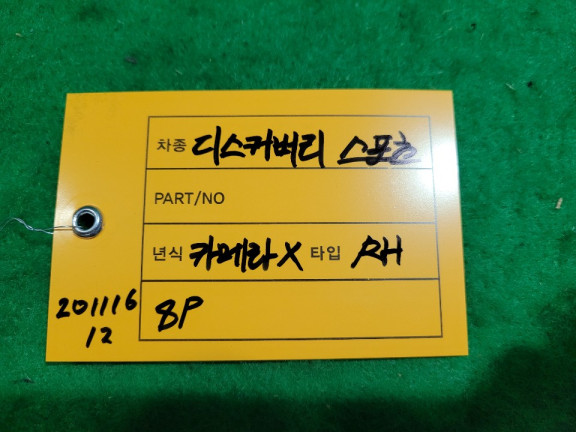 차종 디스커버리 스포츠
PART/NO
년식 카메라X 타입 RH
201116
12
8P